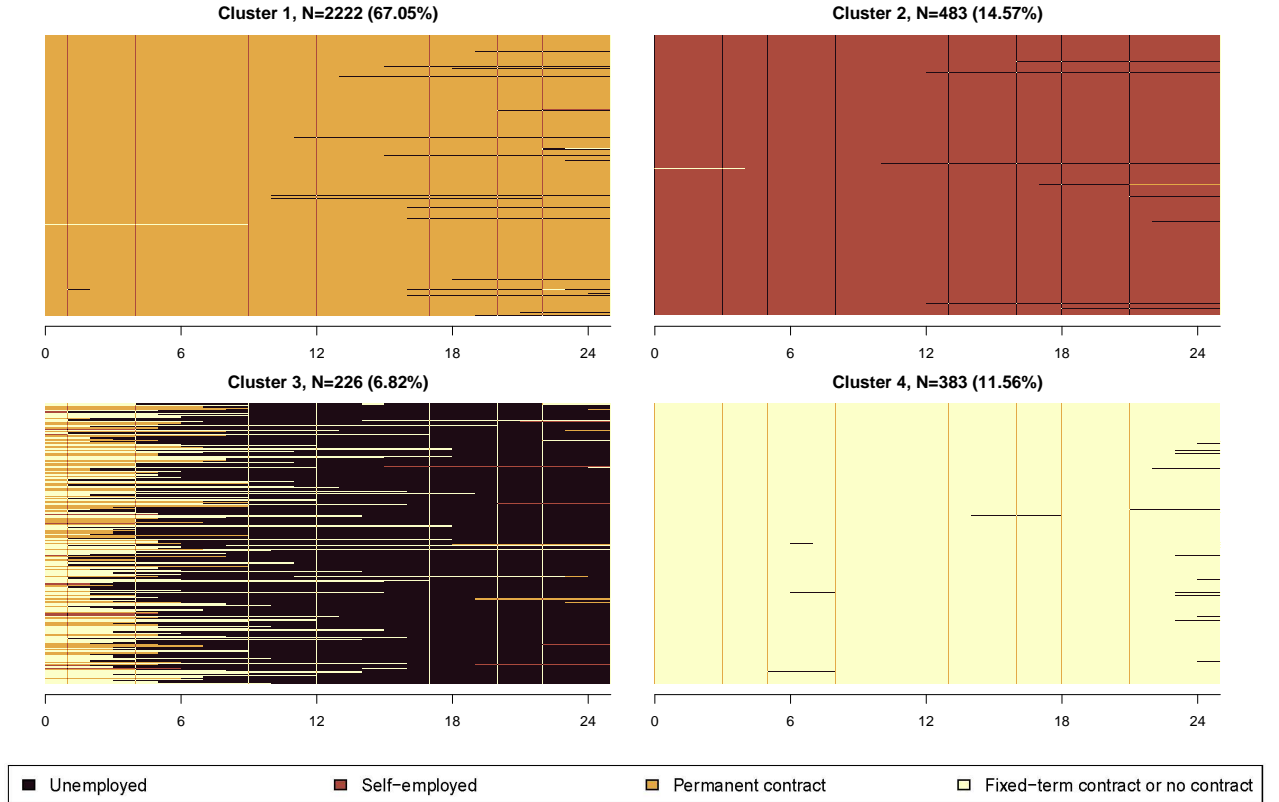 Cluster 1, N=2222 (67.05%)
Cluster 2, N=483 (14.57%)
0 6 12 18 24
0 6 12 18 24
Cluster 3, N=226 (6.82%)
Cluster 4, N=383 (11.56%)
0 6 12 18 24
0 6 12 18 24
Unemployed Self−employed Permanent contract Fixed−term contract or no contract